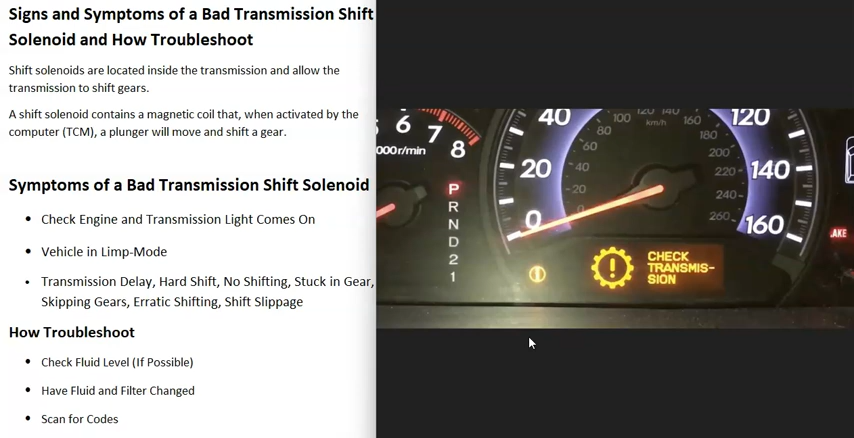 Signs and Symptoms of a Bad Transmission Shift
Solenoid and How Troubleshoot
Shift solenoids are located inside the transmission and allow the
transmission to shift gears.
A shift solenoid contains a magnetic coil that, when activated by the
computer (TCM), a plunger will move and shift a gear.
Symptoms of a Bad Transmission Shift Solenoid
Check Engine and Transmission Light Comes On
Vehicle in Limp-Mode
Transmission Delay, Hard Shift, No Shifting, Stuck in Gear,
Skipping Gears, Erratic Shifting, Shift Slippage
How Troubleshoot
Check Fluid Level (If Possible)
Have Fluid and Filter Changed
Scan for Codes
6 7 8
000r/min
P
R
N
D
2
1
0 20 40 120 140 160
20 40 60 80 100 120 140 160 180 200 220 240 260
km/h
CHECK
TRANSMIS-
SION
AKE